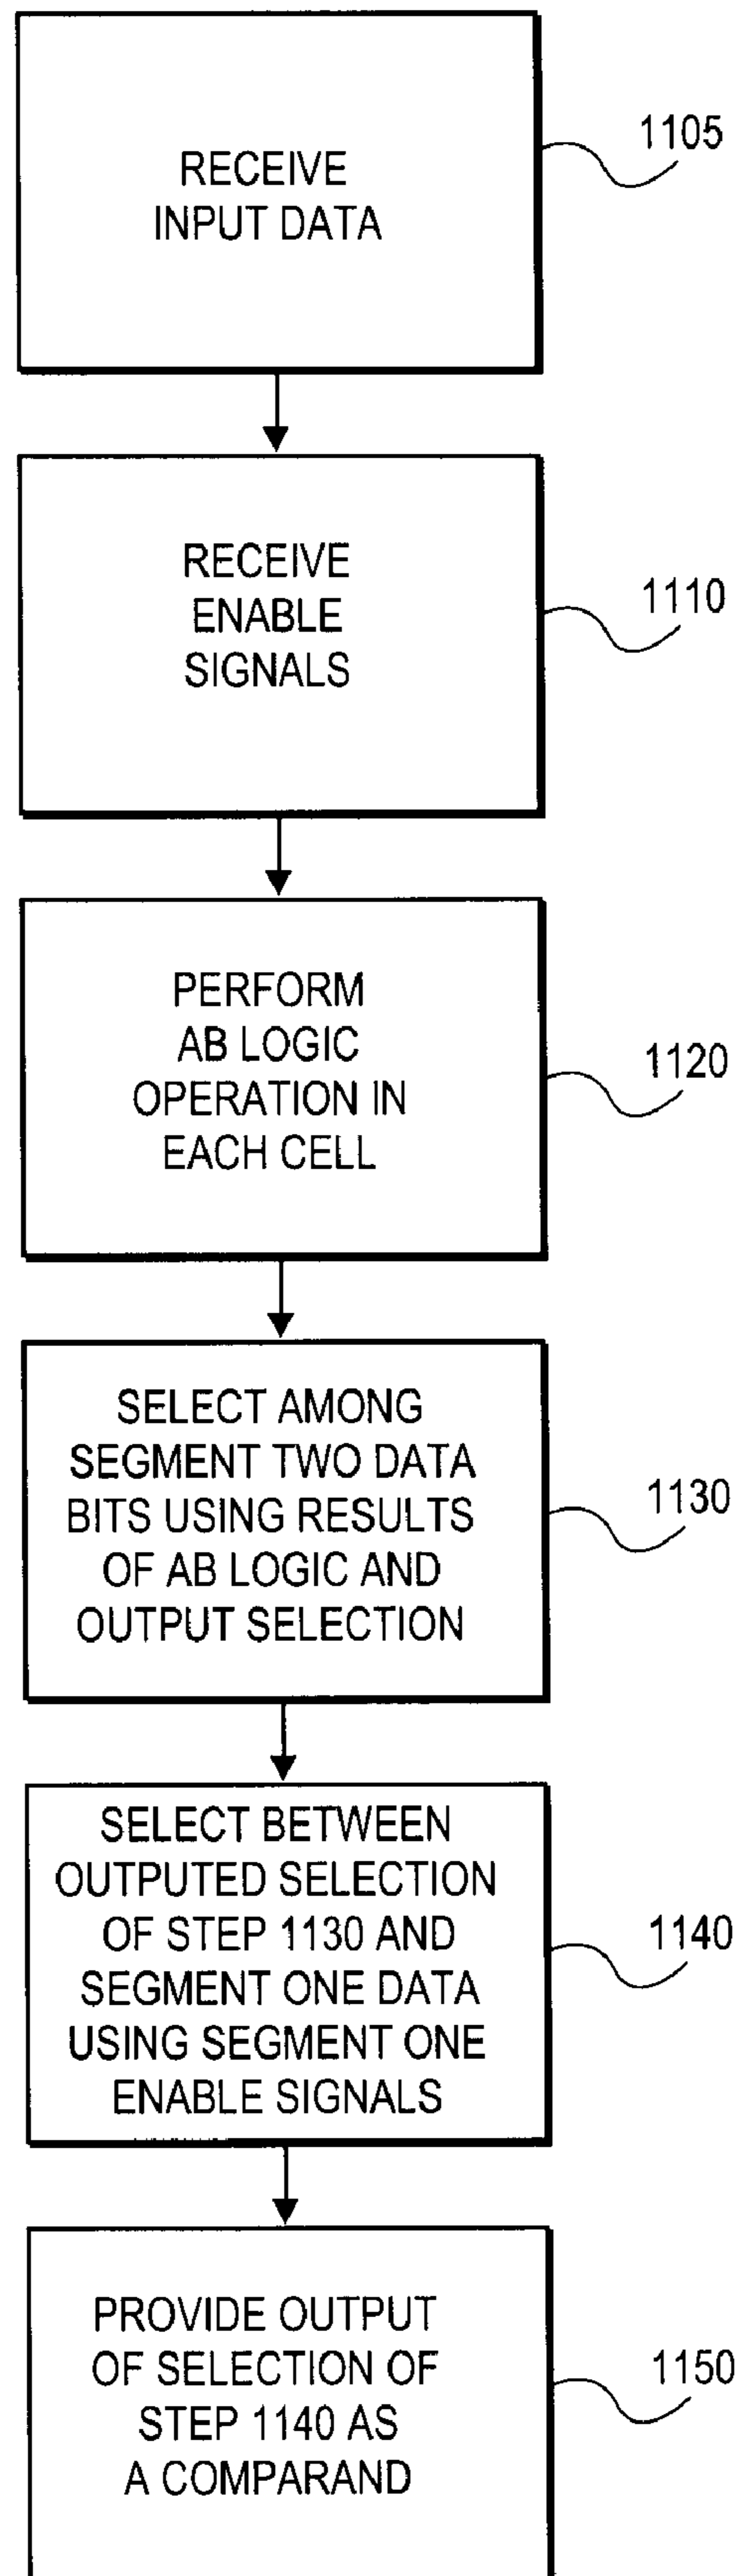 RECEIVE
INPUT DATA
1105
RECEIVE
ENABLE
SIGNALS
1110
PERFORM
AB LOGIC
OPERATION IN
EACH CELL
1120
SELECT AMONG
SEGMENT TWO DATA
BITS USING RESULTS
OF AB LOGIC AND
OUTPUT SELECTION
1130
SELECT BETWEEN
OUTPUTED SELECTION
OF STEP 1130 AND
SEGMENT ONE DATA
USING SEGMENT ONE
ENABLE SIGNALS
1140
PROVIDE OUTPUT
OF SELECTION OF
STEP 1140 AS
A COMPARAND
1150